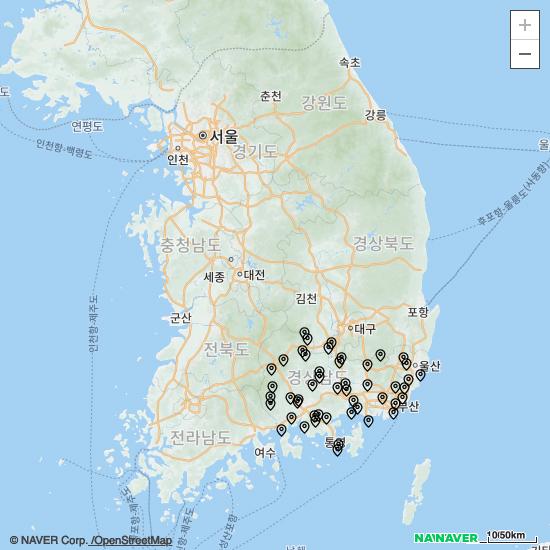 속초
춘천
강원도
강릉
도
연평도
서울
인천
경기도
인천항-백령도
울
후포항-울릉도(사동항)
충청남도
세종
대전
경상북도
김천
군산
포항
대구
인천항-제주도
전북도
울산
경상남도
부산
전라남도
여수
통영
© NAVER Corp. /OpenStreetMap
NAVER
10/50km